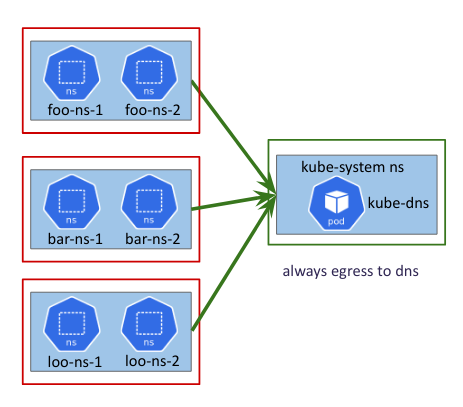 ns ns
foo-ns-1 foo-ns-2
ns ns
bar-ns-1 bar-ns-2
ns ns
loo-ns-1 loo-ns-2
kube-system ns
kube-dns
pod
always egress to dns